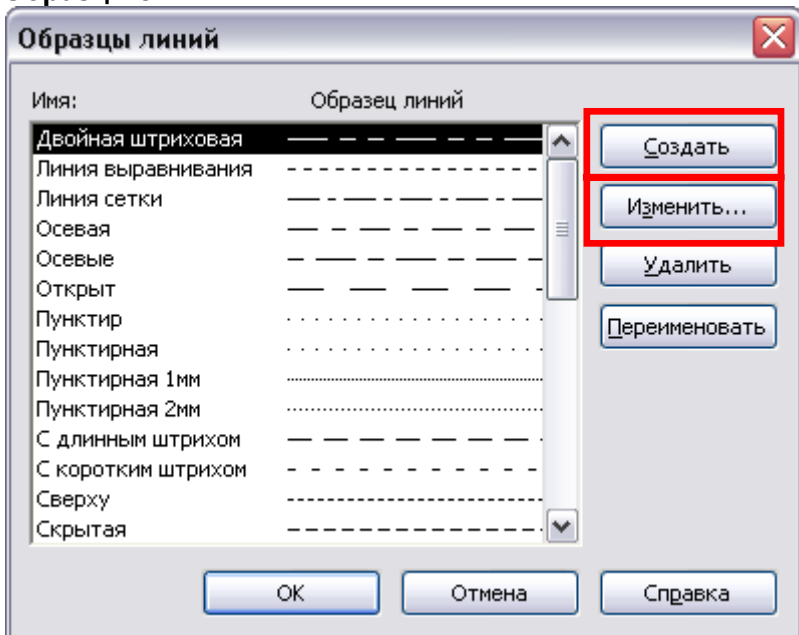 Образцы линий
Имя: Образец линий
Двойная штриховая
Линия выравнивания
Линия сетки
Осевая
Осевые
Открыт
Пунктир
Пунктирная
Пунктирная 1мм
Пунктирная 2мм
С длинным штрихом
С коротким штрихом
Сверху
Скрытая
Создать
Изменить...
Удалить
Переименовать
ОК Отмена Справка